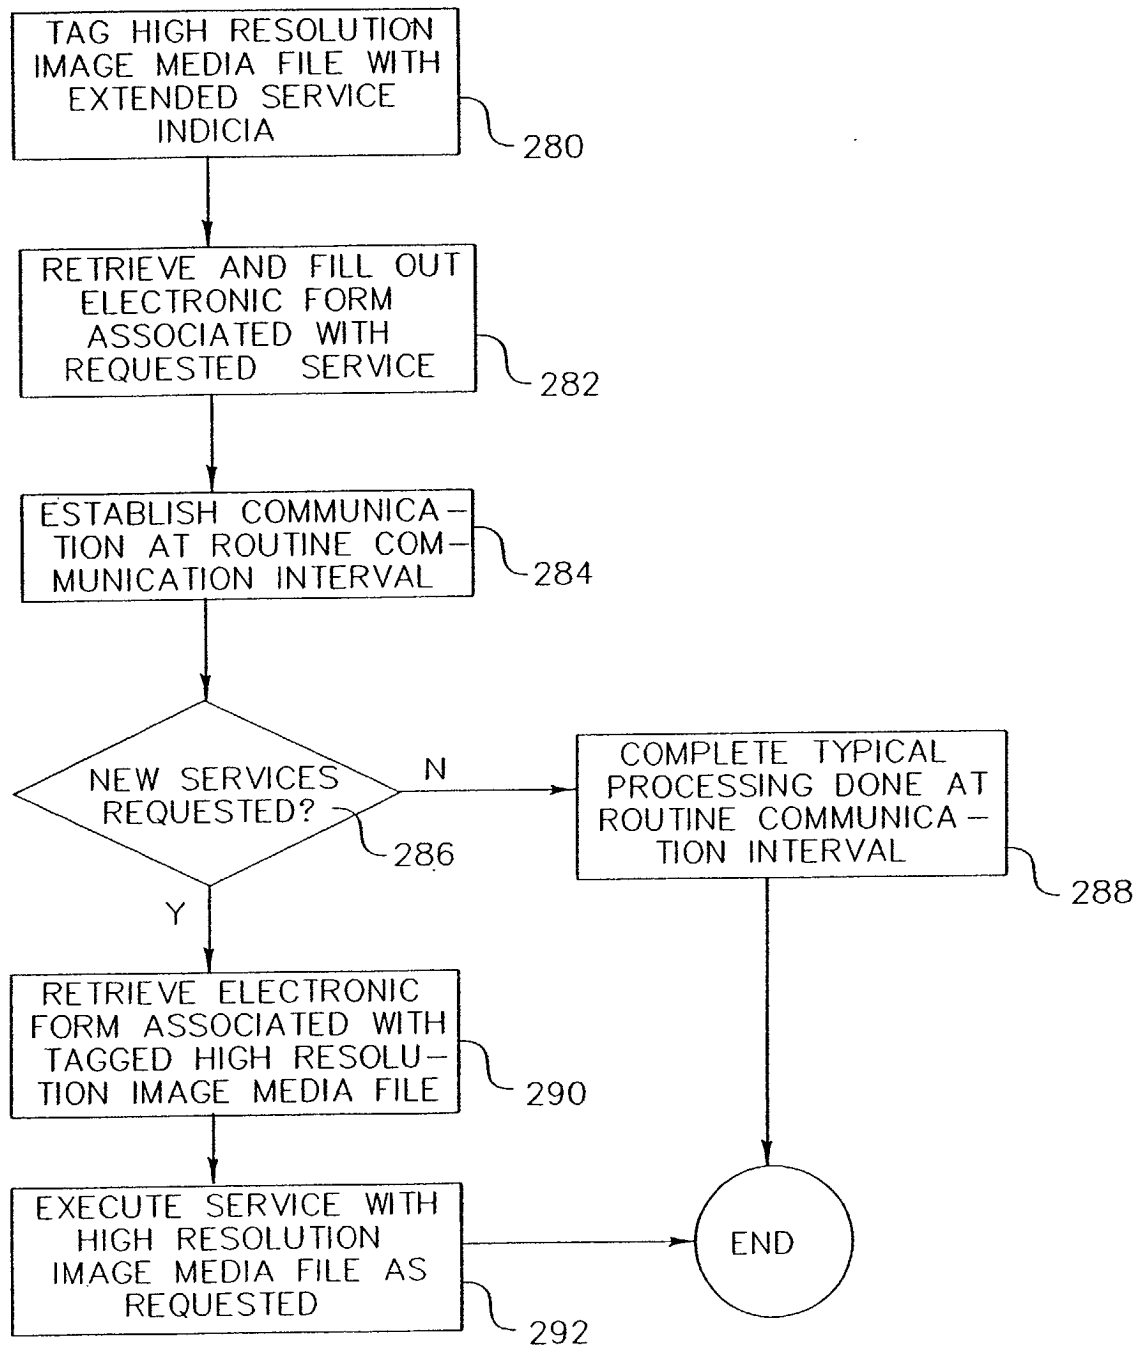 TAG HIGH RESOLUTION
IMAGE MEDIA FILE WITH
EXTENDED SERVICE
INDICIA
280
RETRIEVE AND FILL OUT
ELECTRONIC FORM
ASSOCIATED WITH
REQUESTED SERVICE
282
ESTABLISH COMMUNICA-
TION AT ROUTINE COM-
MUNICATION INTERVAL
284
NEW SERVICES
REQUESTED?
286
N
COMPLETE TYPICAL
PROCESSING DONE AT
ROUTINE COMMUNICA-
TION INTERVAL
288
Y
RETRIEVE ELECTRONIC
FORM ASSOCIATED WITH
TAGGED HIGH RESOLU-
TION IMAGE MEDIA FILE
290
EXECUTE SERVICE WITH
HIGH RESOLUTION
IMAGE MEDIA FILE AS
REQUESTED
292
END